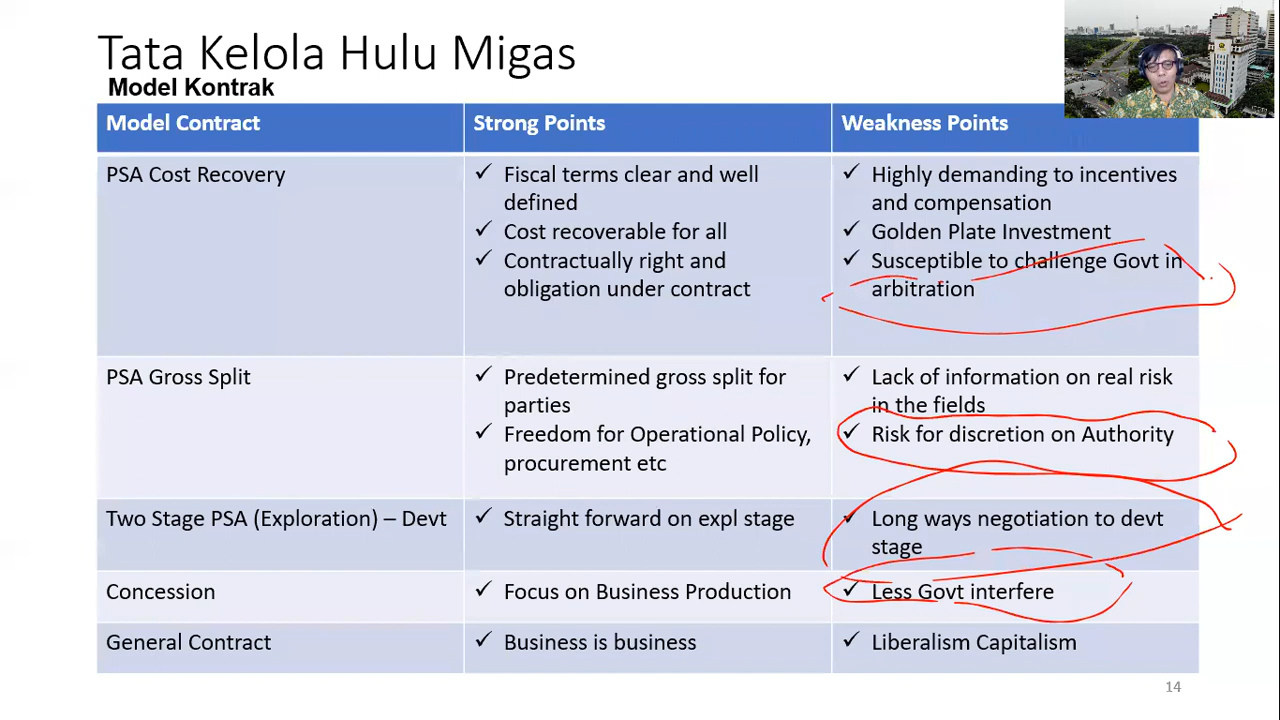 Tata Kelola Hulu Migas
Model Kontrak
Model Contract
Strong Points
Weakness Points
PSA Cost Recovery
✓ Fiscal terms clear and well
defined
✓ Cost recoverable for all
✓ Contractually right and
obligation under contract
✓ Highly demanding to incentives
and compensation
✓ Golden Plate Investment
✓ Susceptible to challenge Govt in
arbitration
PSA Gross Split
✓ Predetermined gross split for
parties
✓ Freedom for Operational Policy,
procurement etc
✓ Lack of information on real risk
in the fields
✓ Risk for discretion on Authority
Two Stage PSA (Exploration) – Devt
✓ Straight forward on expl stage
✓ Long ways negotiation to devt
stage
Concession
✓ Focus on Business Production
✓ Less Govt interfere
General Contract
✓ Business is business
✓ Liberalism Capitalism
14